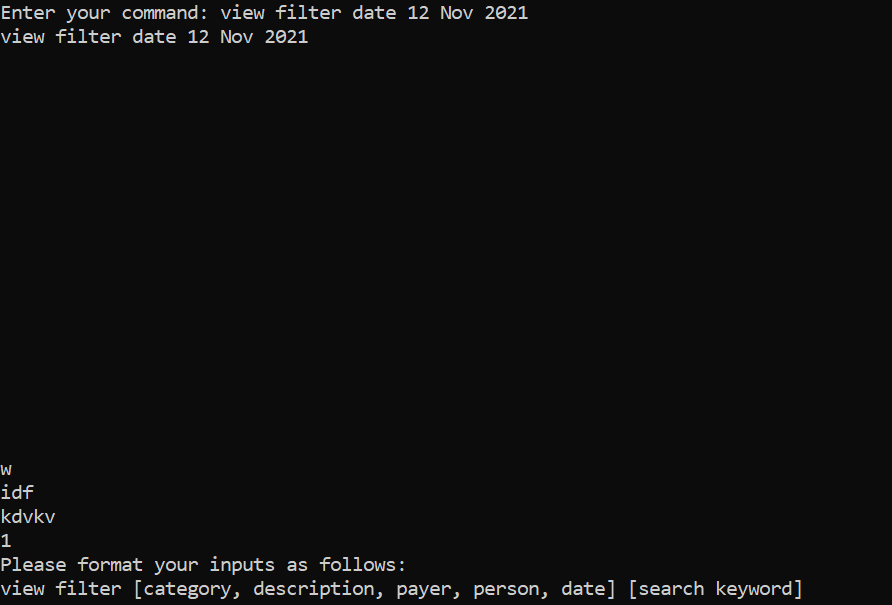 Enter your command: view filter date 12 Nov 2021
view filter date 12 Nov 2021
w
idf
kdvkv
1
Please format your inputs as follows:
view filter [category, description, payer, person, date] [search keyword]